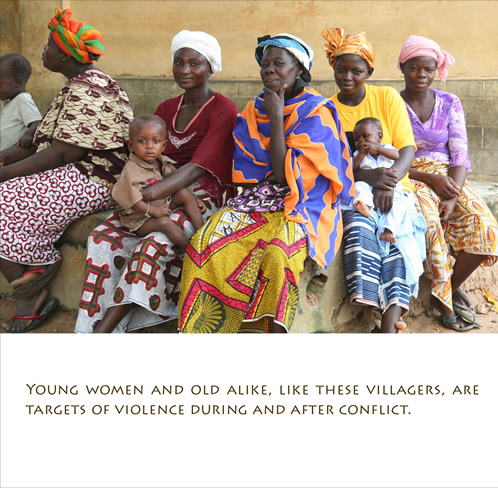 Young women and old alike, like these villagers, are
targets of violence during and after conflict.